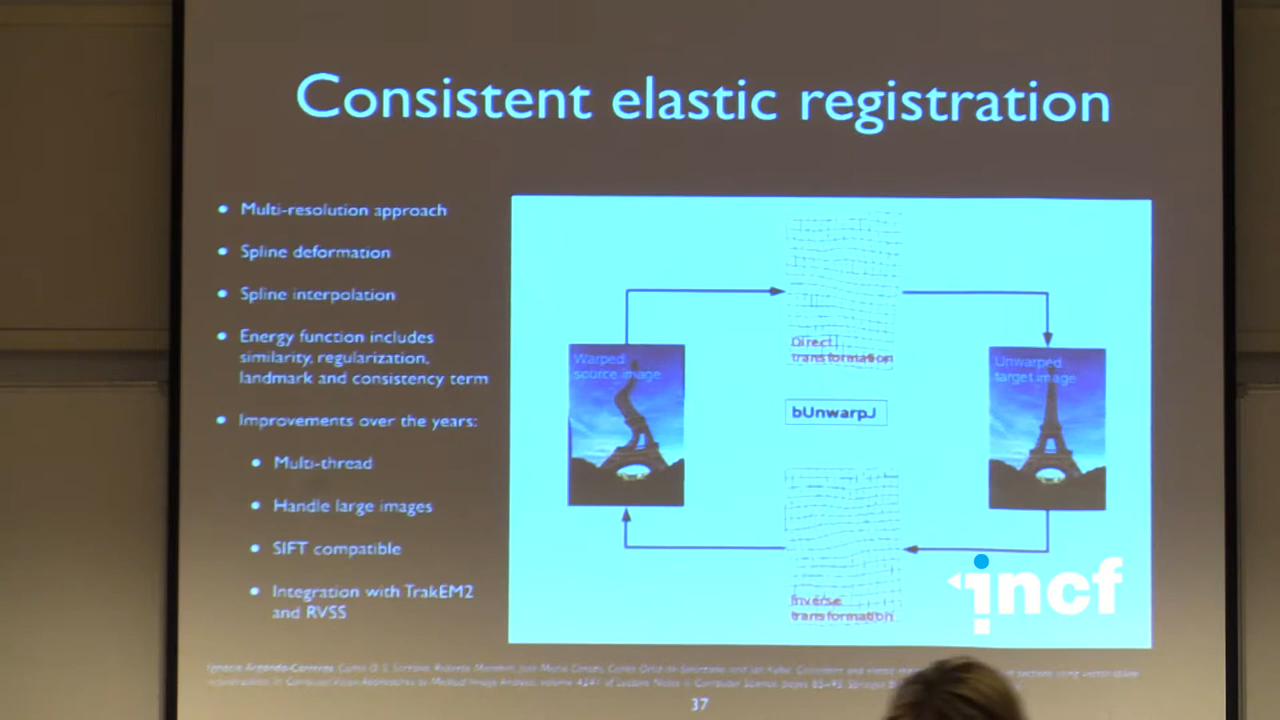 Consistent elastic registration
• Multi-resolution approach
• Spline deformation
• Spline interpolation
• Energy function includes
similarity, regularization,
landmark and consistency term
• Improvements over the years:
• Multi-thread
• Handle large images
• SIFT compatible
• Integration with TrakEM2
and RVSS
Direct
transformation
Warped
source image
Unwarped
target image
bUnwarpJ
Inverse
transformation
incf
37